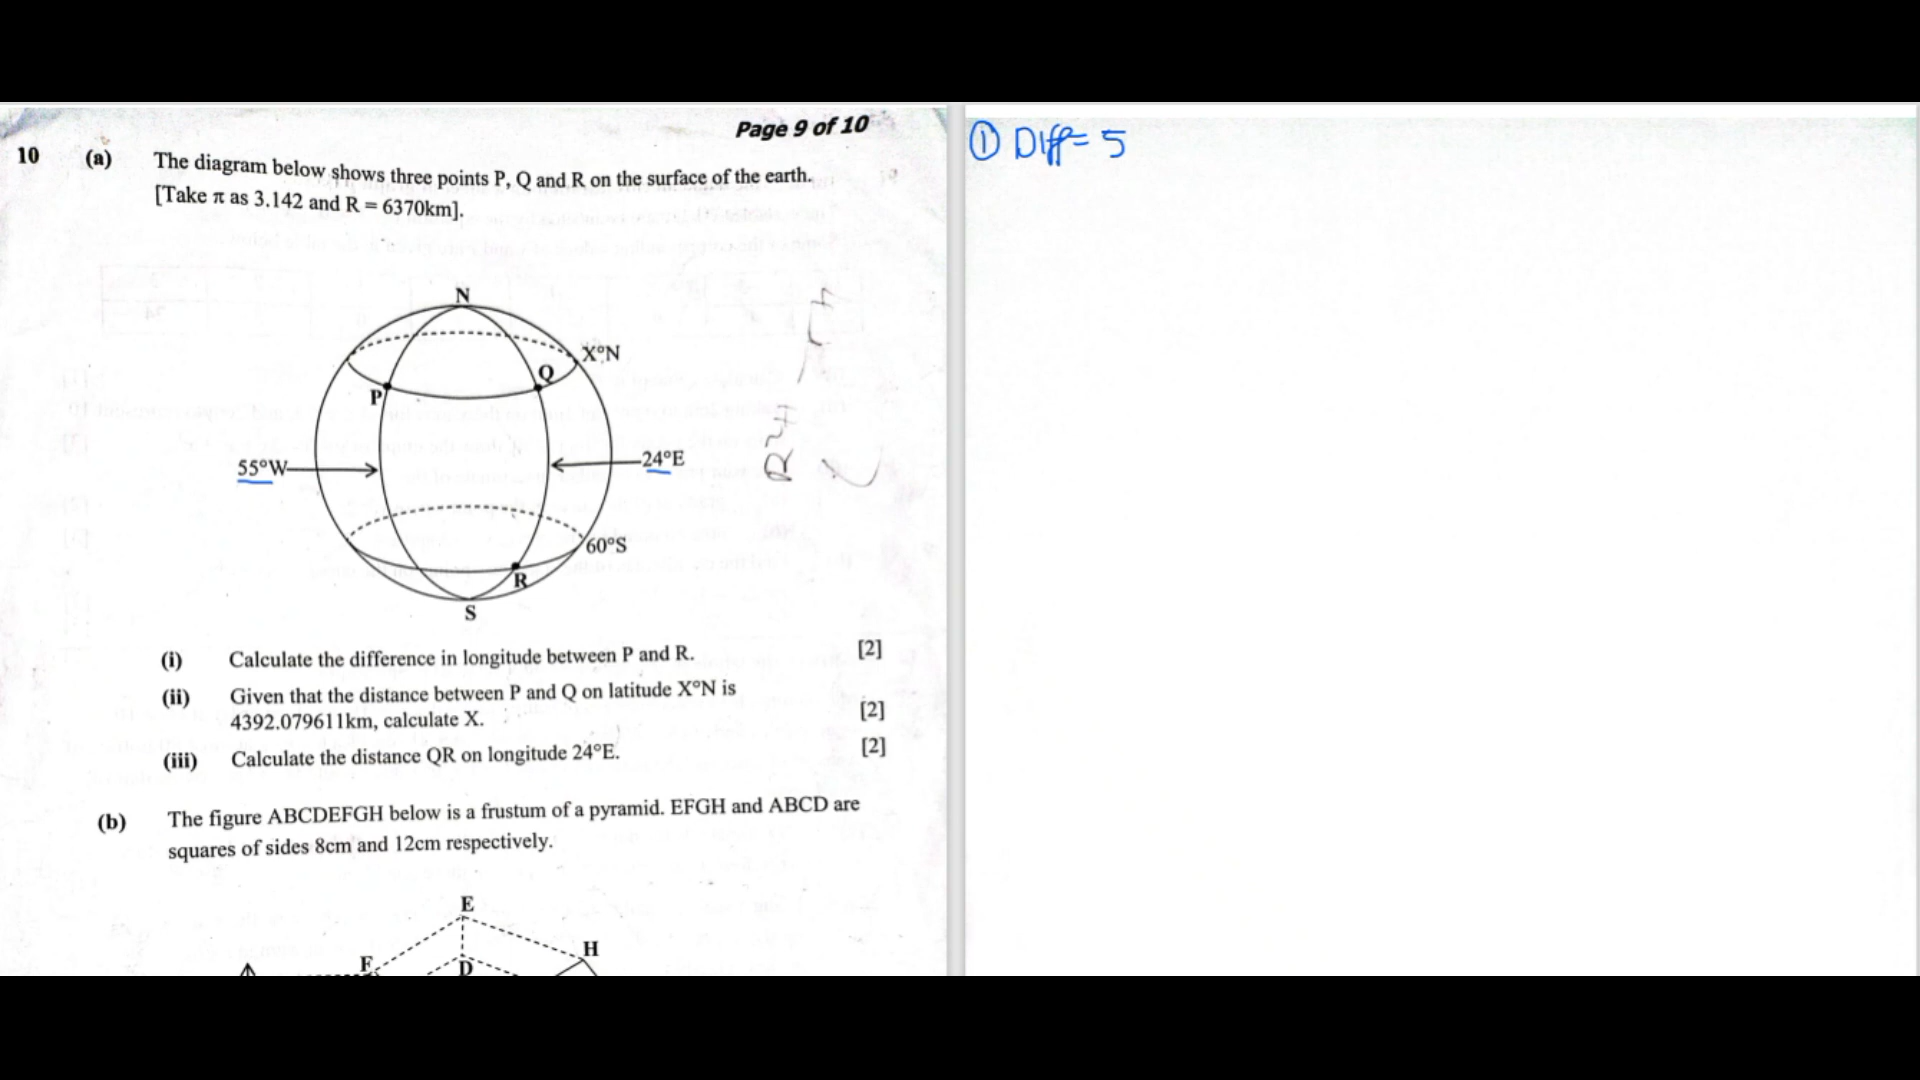 Page 9 of 10
10 (a) The diagram below shows three points P, Q and R on the surface of the earth.
[Take π as 3.142 and R = 6370km].
① Diff= 5
N
X°N
Q
P
55°W
24°E
60°S
R
S
(i) Calculate the difference in longitude between P and R. [2]
(ii) Given that the distance between P and Q on latitude X°N is
4392.079611km, calculate X. [2]
(iii) Calculate the distance QR on longitude 24°E. [2]
(b) The figure ABCDEFGH below is a frustum of a pyramid. EFGH and ABCD are
squares of sides 8cm and 12cm respectively.
E
H
F
D